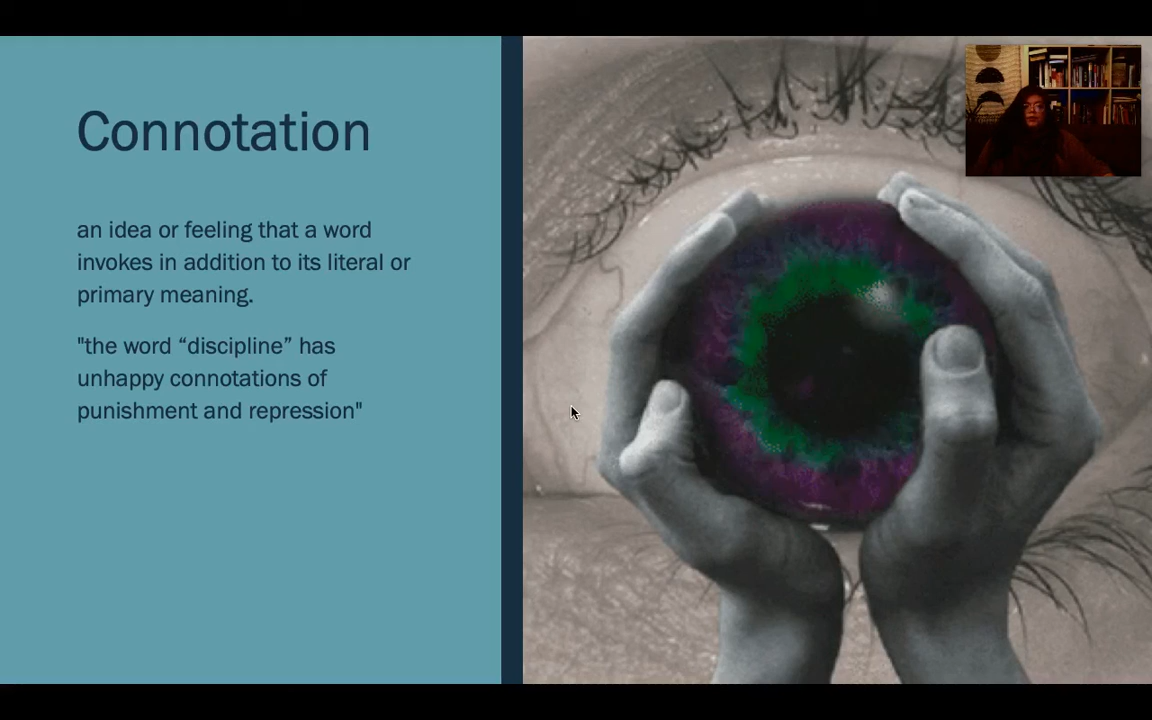 Connotation
an idea or feeling that a word
invokes in addition to its literal or
primary meaning.
"the word “discipline” has
unhappy connotations of
punishment and repression"